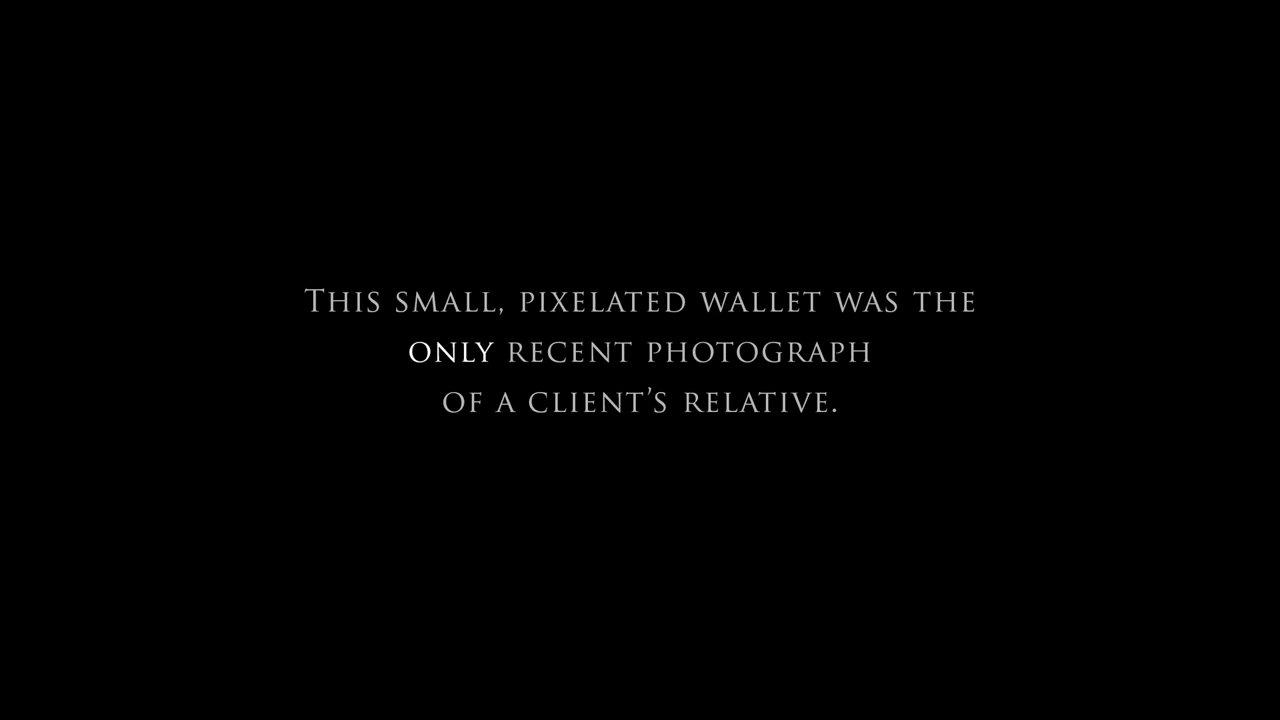 This small, pixelated wallet was the
only recent photograph
of a client’s relative.